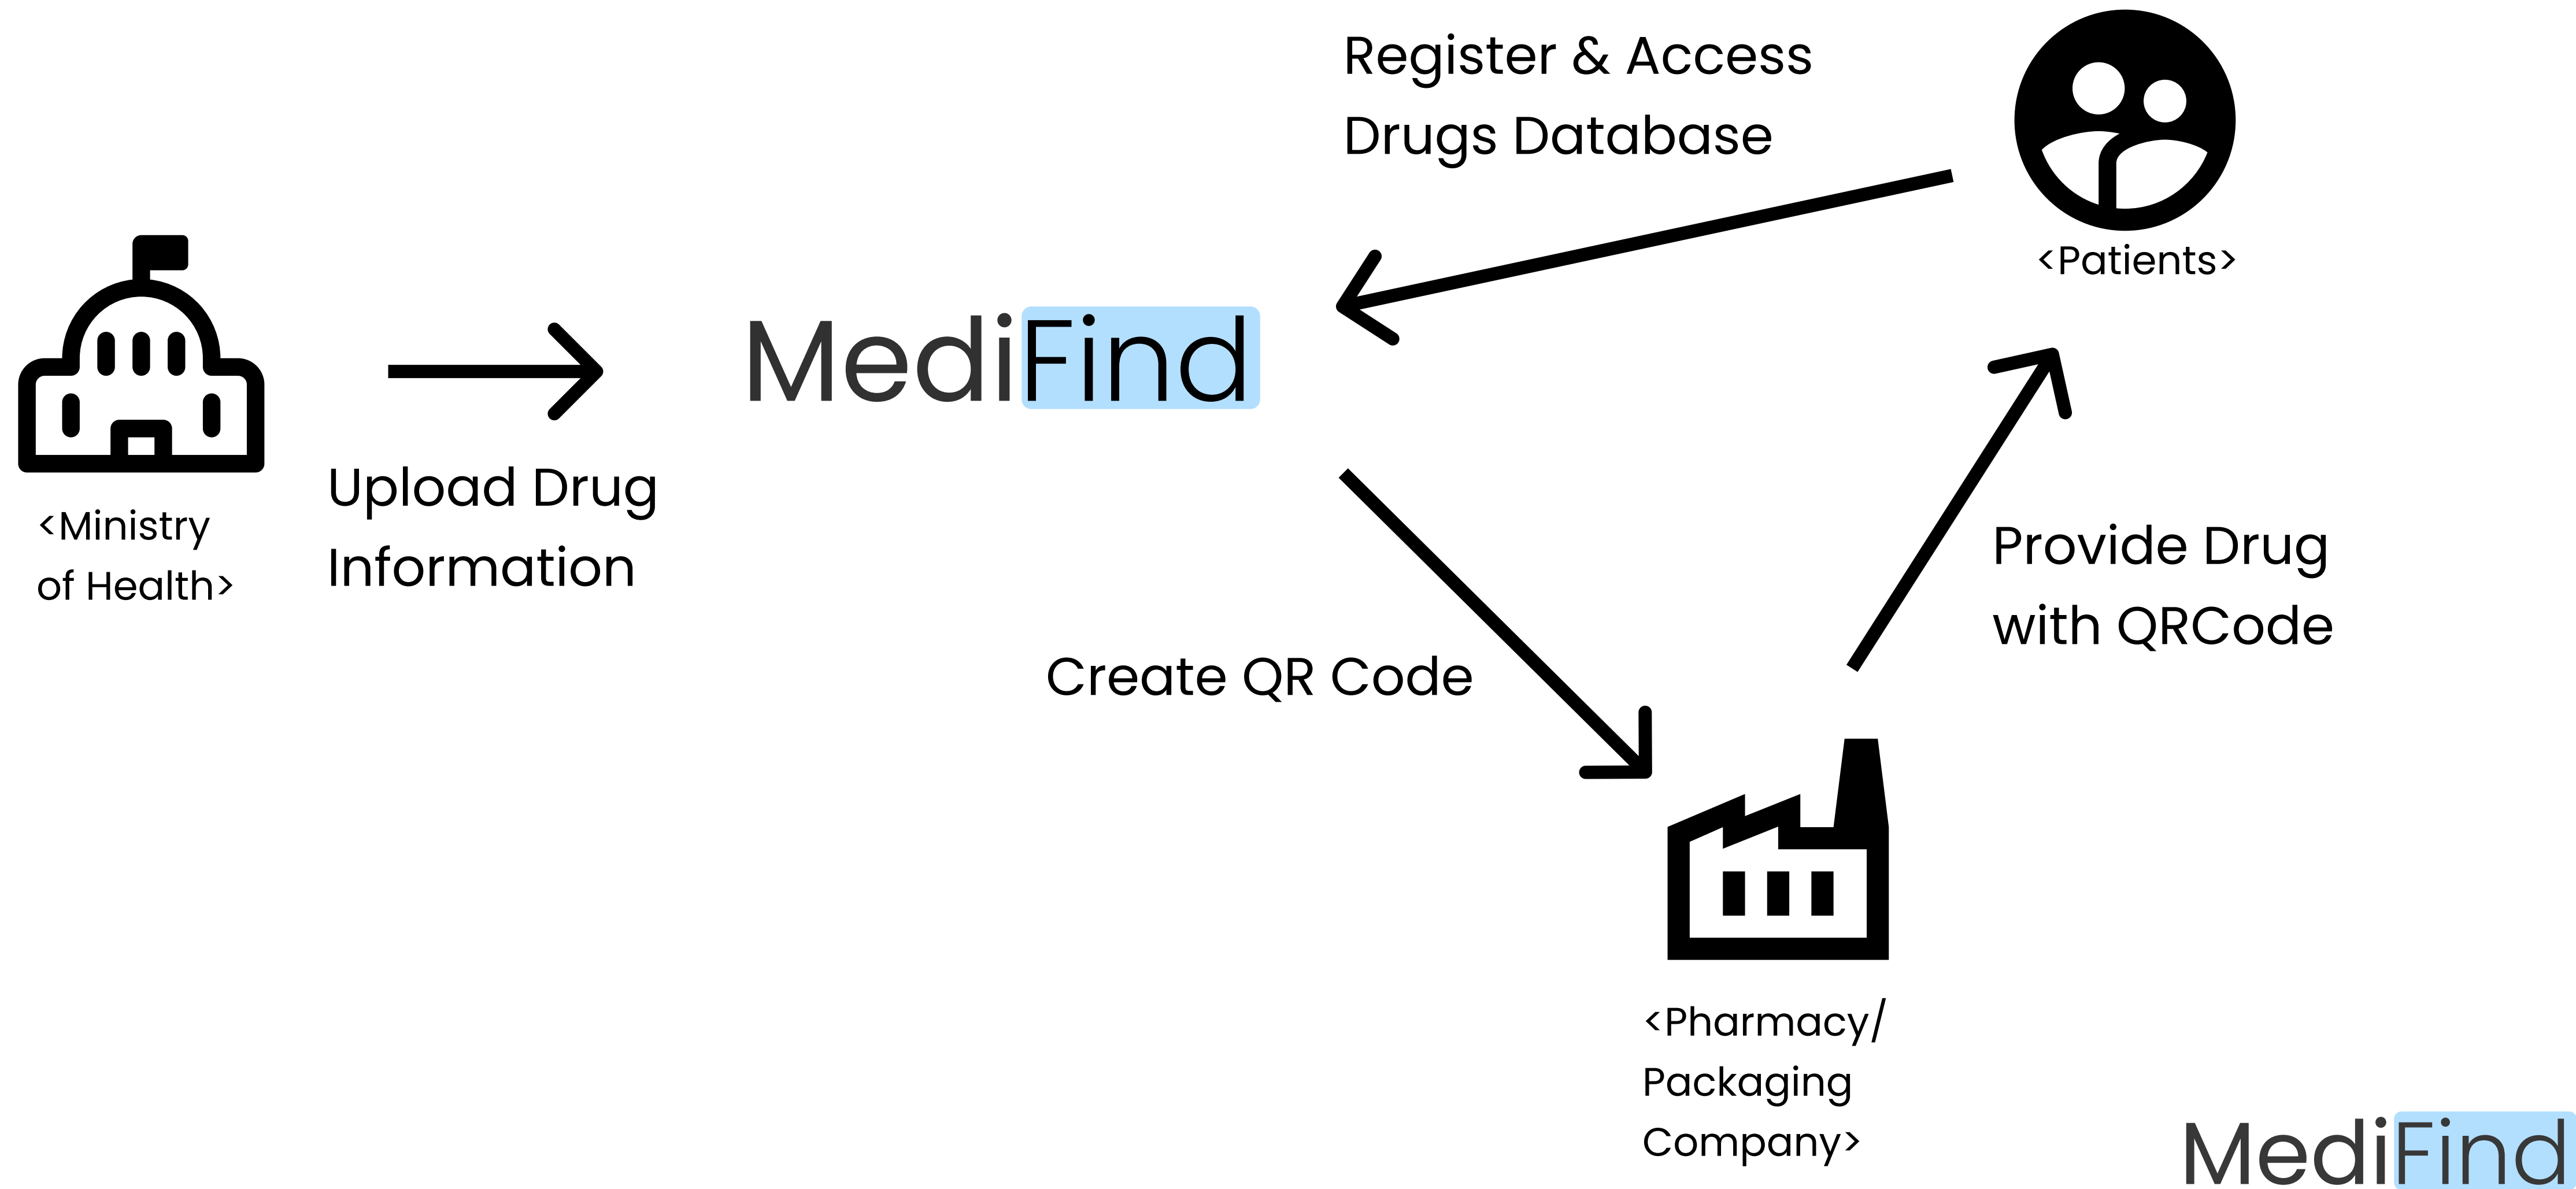 Register & Access
Drugs Database
<Patients>
MediFind
<Ministry
of Health>
Upload Drug
Information
Create QR Code
Provide Drug
with QRCode
<Pharmacy/
Packaging
Company>
MediFind